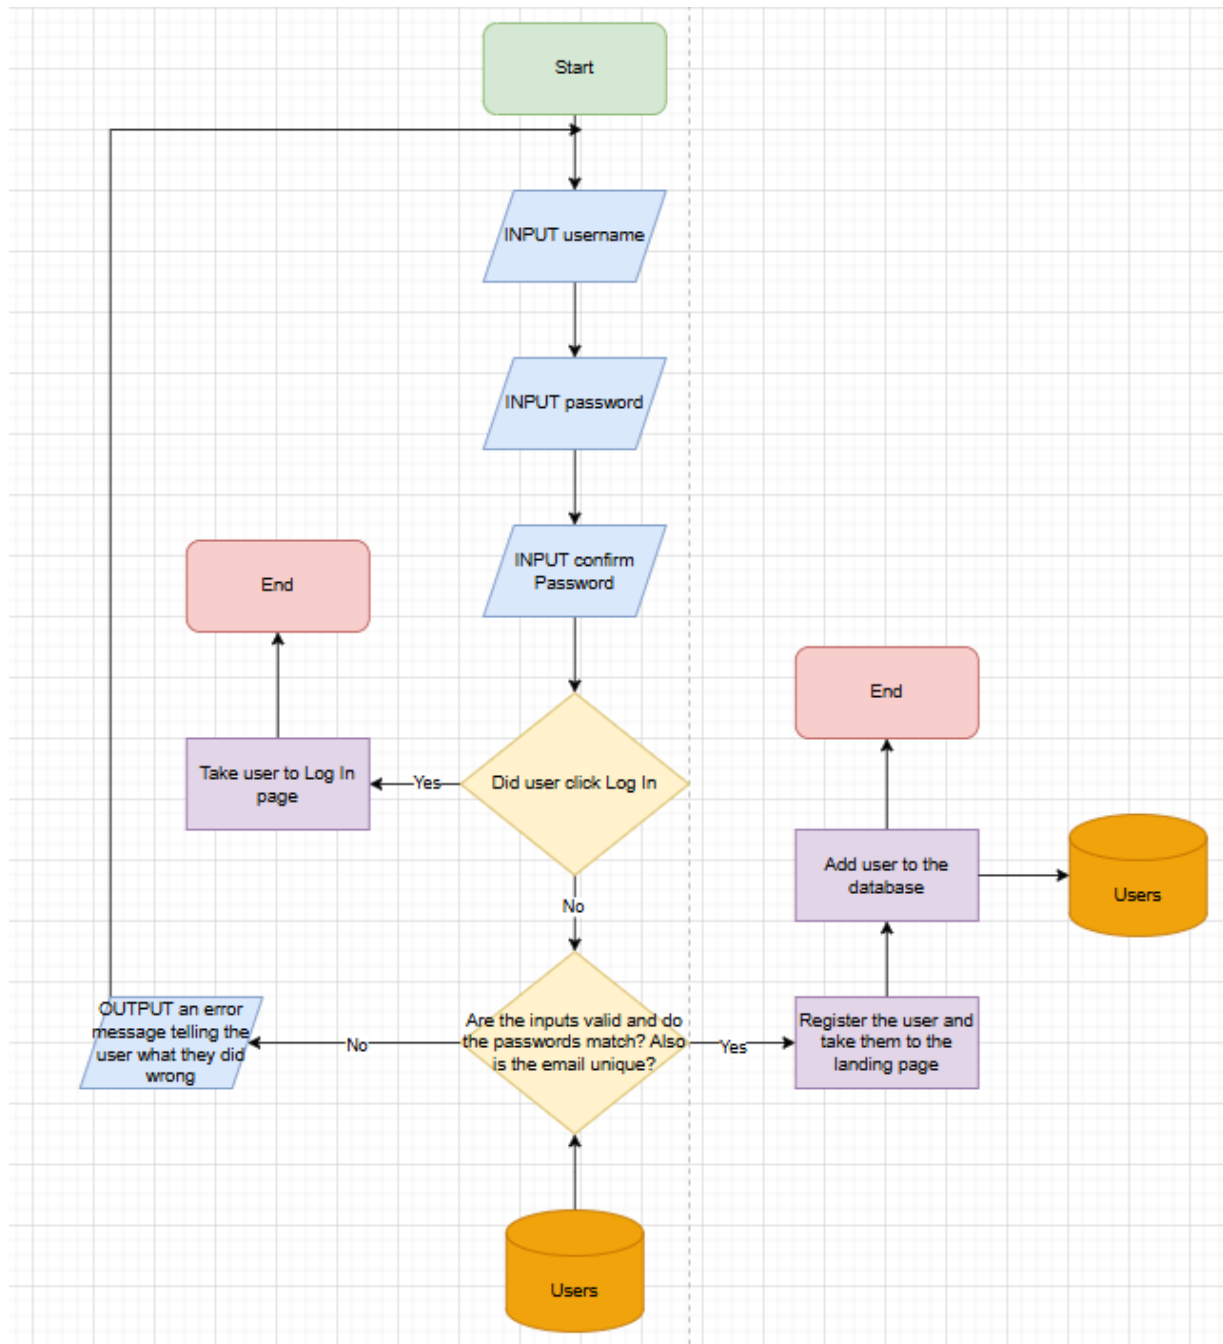 Start
INPUT username
INPUT password
INPUT confirm
Password
End
End
Take user to Log In
page
Yes
Did user click Log In
Add user to the
database
Users
No
OUTPUT an error
message telling the
user what they did
wrong
No
Are the inputs valid and do
the passwords match? Also
is the email unique?
Yes
Register the user and
take them to the
landing page
Users